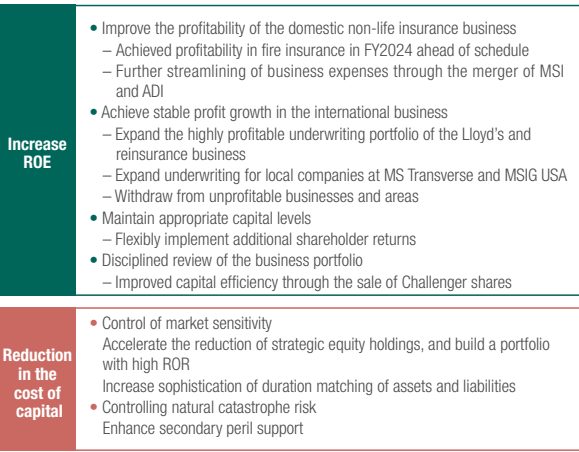 Increase
ROE
• Improve the profitability of the domestic non-life insurance business
– Achieved profitability in fire insurance in FY2024 ahead of schedule
– Further streamlining of business expenses through the merger of MSI
and ADI
• Achieve stable profit growth in the international business
– Expand the highly profitable underwriting portfolio of the Lloyd's and
reinsurance business
– Expand underwriting for local companies at MS Transverse and MSIG USA
– Withdraw from unprofitable businesses and areas
• Maintain appropriate capital levels
– Flexibly implement additional shareholder returns
• Disciplined review of the business portfolio
– Improved capital efficiency through the sale of Challenger shares
Reduction
in the
cost of
capital
• Control of market sensitivity
Accelerate the reduction of strategic equity holdings, and build a portfolio
with high ROR
Increase sophistication of duration matching of assets and liabilities
• Controlling natural catastrophe risk
Enhance secondary peril support